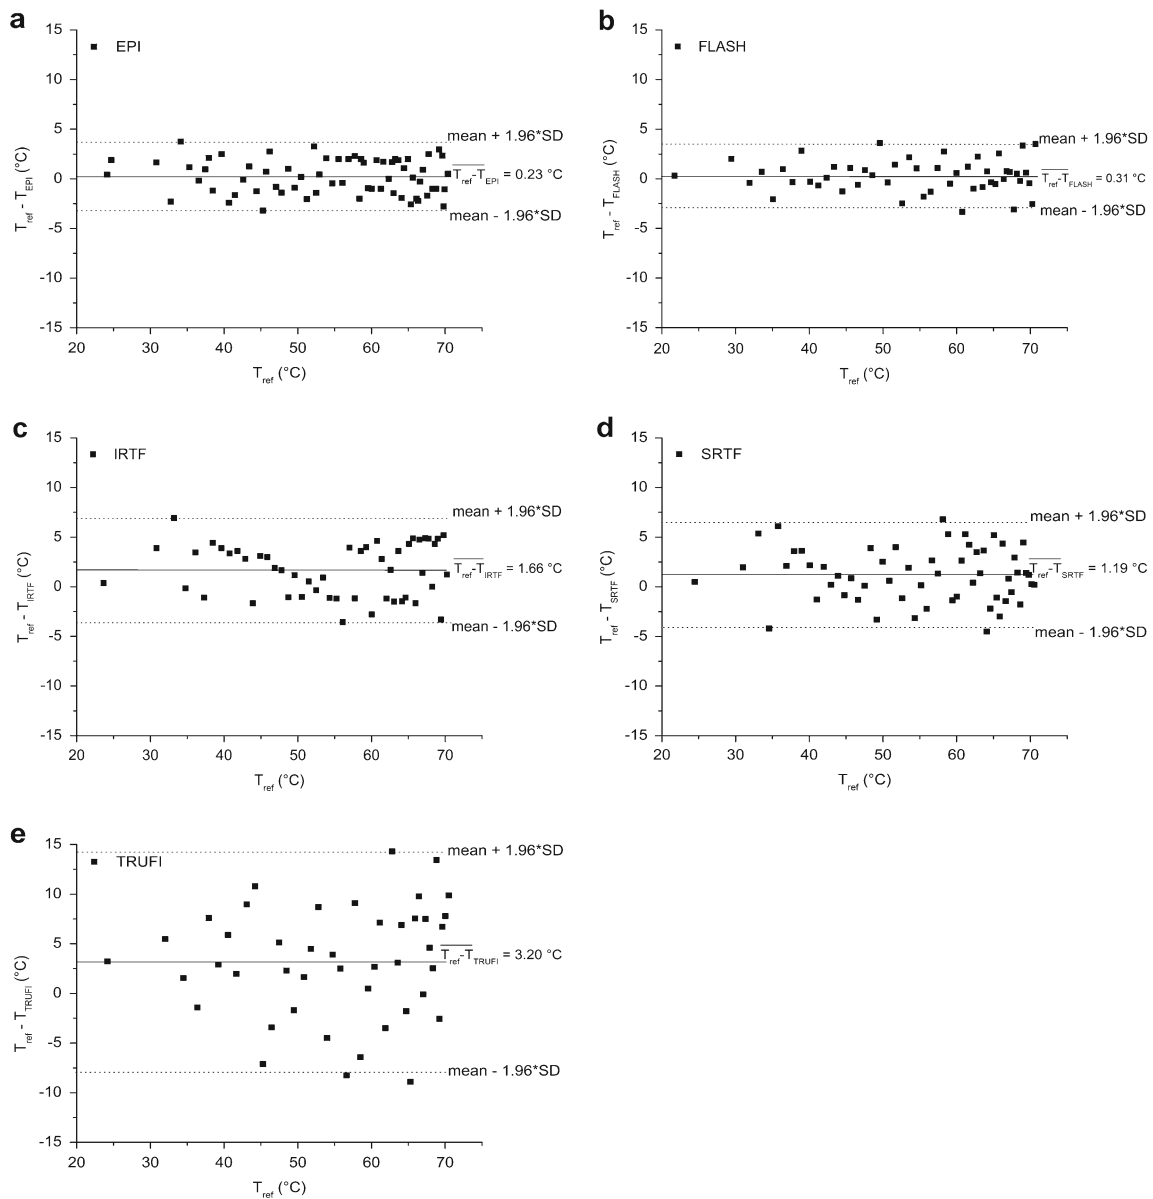 a
15
EPI
10
5
mean + 1.96*SD
Tref - TEPI (°C)
0
Tref-TEPI = 0.23 °C
-5
mean - 1.96*SD
-10
-15
20 30 40 50 60 70
Tref (°C)
b
15
FLASH
10
5
mean + 1.96*SD
Tref - TFLASH (°C)
0
Tref-TFLASH = 0.31 °C
-5
mean - 1.96*SD
-10
-15
20 30 40 50 60 70
Tref (°C)
c
15
IRTF
10
mean + 1.96*SD
5
Tref - TIRTF (°C)
Tref-TIRTF = 1.66 °C
0
mean - 1.96*SD
-5
-10
-15
20 30 40 50 60 70
Tref (°C)
d
15
SRTF
10
mean + 1.96*SD
5
Tref - TSRTF (°C)
Tref-TSRTF = 1.19 °C
0
mean - 1.96*SD
-5
-10
-15
20 30 40 50 60 70
Tref (°C)
e
15
mean + 1.96*SD
TRUFI
10
5
Tref-TTRUFI = 3.20 °C
Tref - TTRUFI (°C)
0
-5
mean - 1.96*SD
-10
-15
20 30 40 50 60 70
Tref (°C)